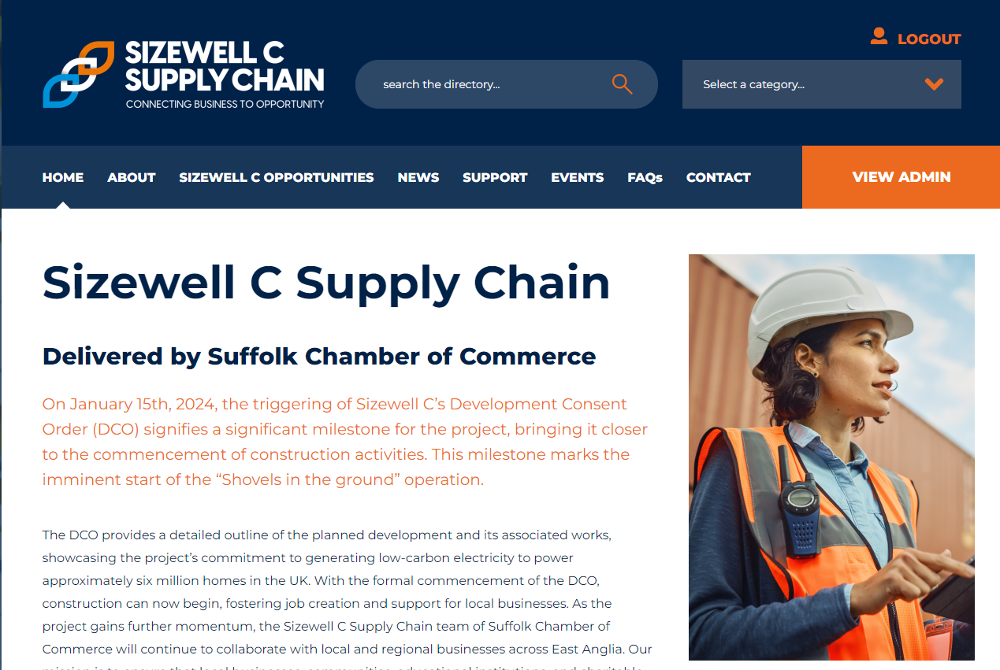 LOGOUT
SIZEWELL C
SUPPLY CHAIN
CONNECTING BUSINESS TO OPPORTUNITY
search the directory...
Select a category...
HOME ABOUT SIZEWELL C OPPORTUNITIES NEWS SUPPORT EVENTS FAQs CONTACT VIEW ADMIN
Sizewell C Supply Chain
Delivered by Suffolk Chamber of Commerce
On January 15th, 2024, the triggering of Sizewell C’s Development Consent
Order (DCO) signifies a significant milestone for the project, bringing it closer
to the commencement of construction activities. This milestone marks the
imminent start of the “Shovels in the ground” operation.
The DCO provides a detailed outline of the planned development and its associated works,
showcasing the project’s commitment to generating low-carbon electricity to power
approximately six million homes in the UK. With the formal commencement of the DCO,
construction can now begin, fostering job creation and support for local businesses. As the
project gains further momentum, the Sizewell C Supply Chain team of Suffolk Chamber of
Commerce will continue to collaborate with local and regional businesses across East Anglia. Our